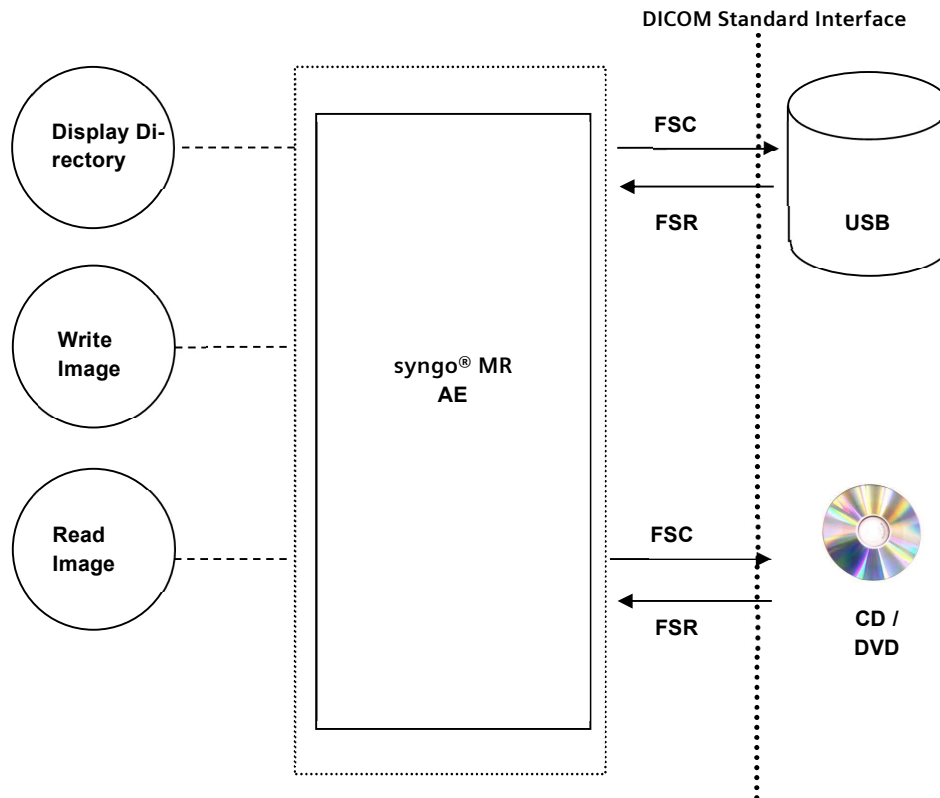 DICOM Standard Interface
Display Di-
rectory
FSC
FSR
USB
Write
Image
syngo® MR
AE
Read
Image
FSC
FSR
CD /
DVD